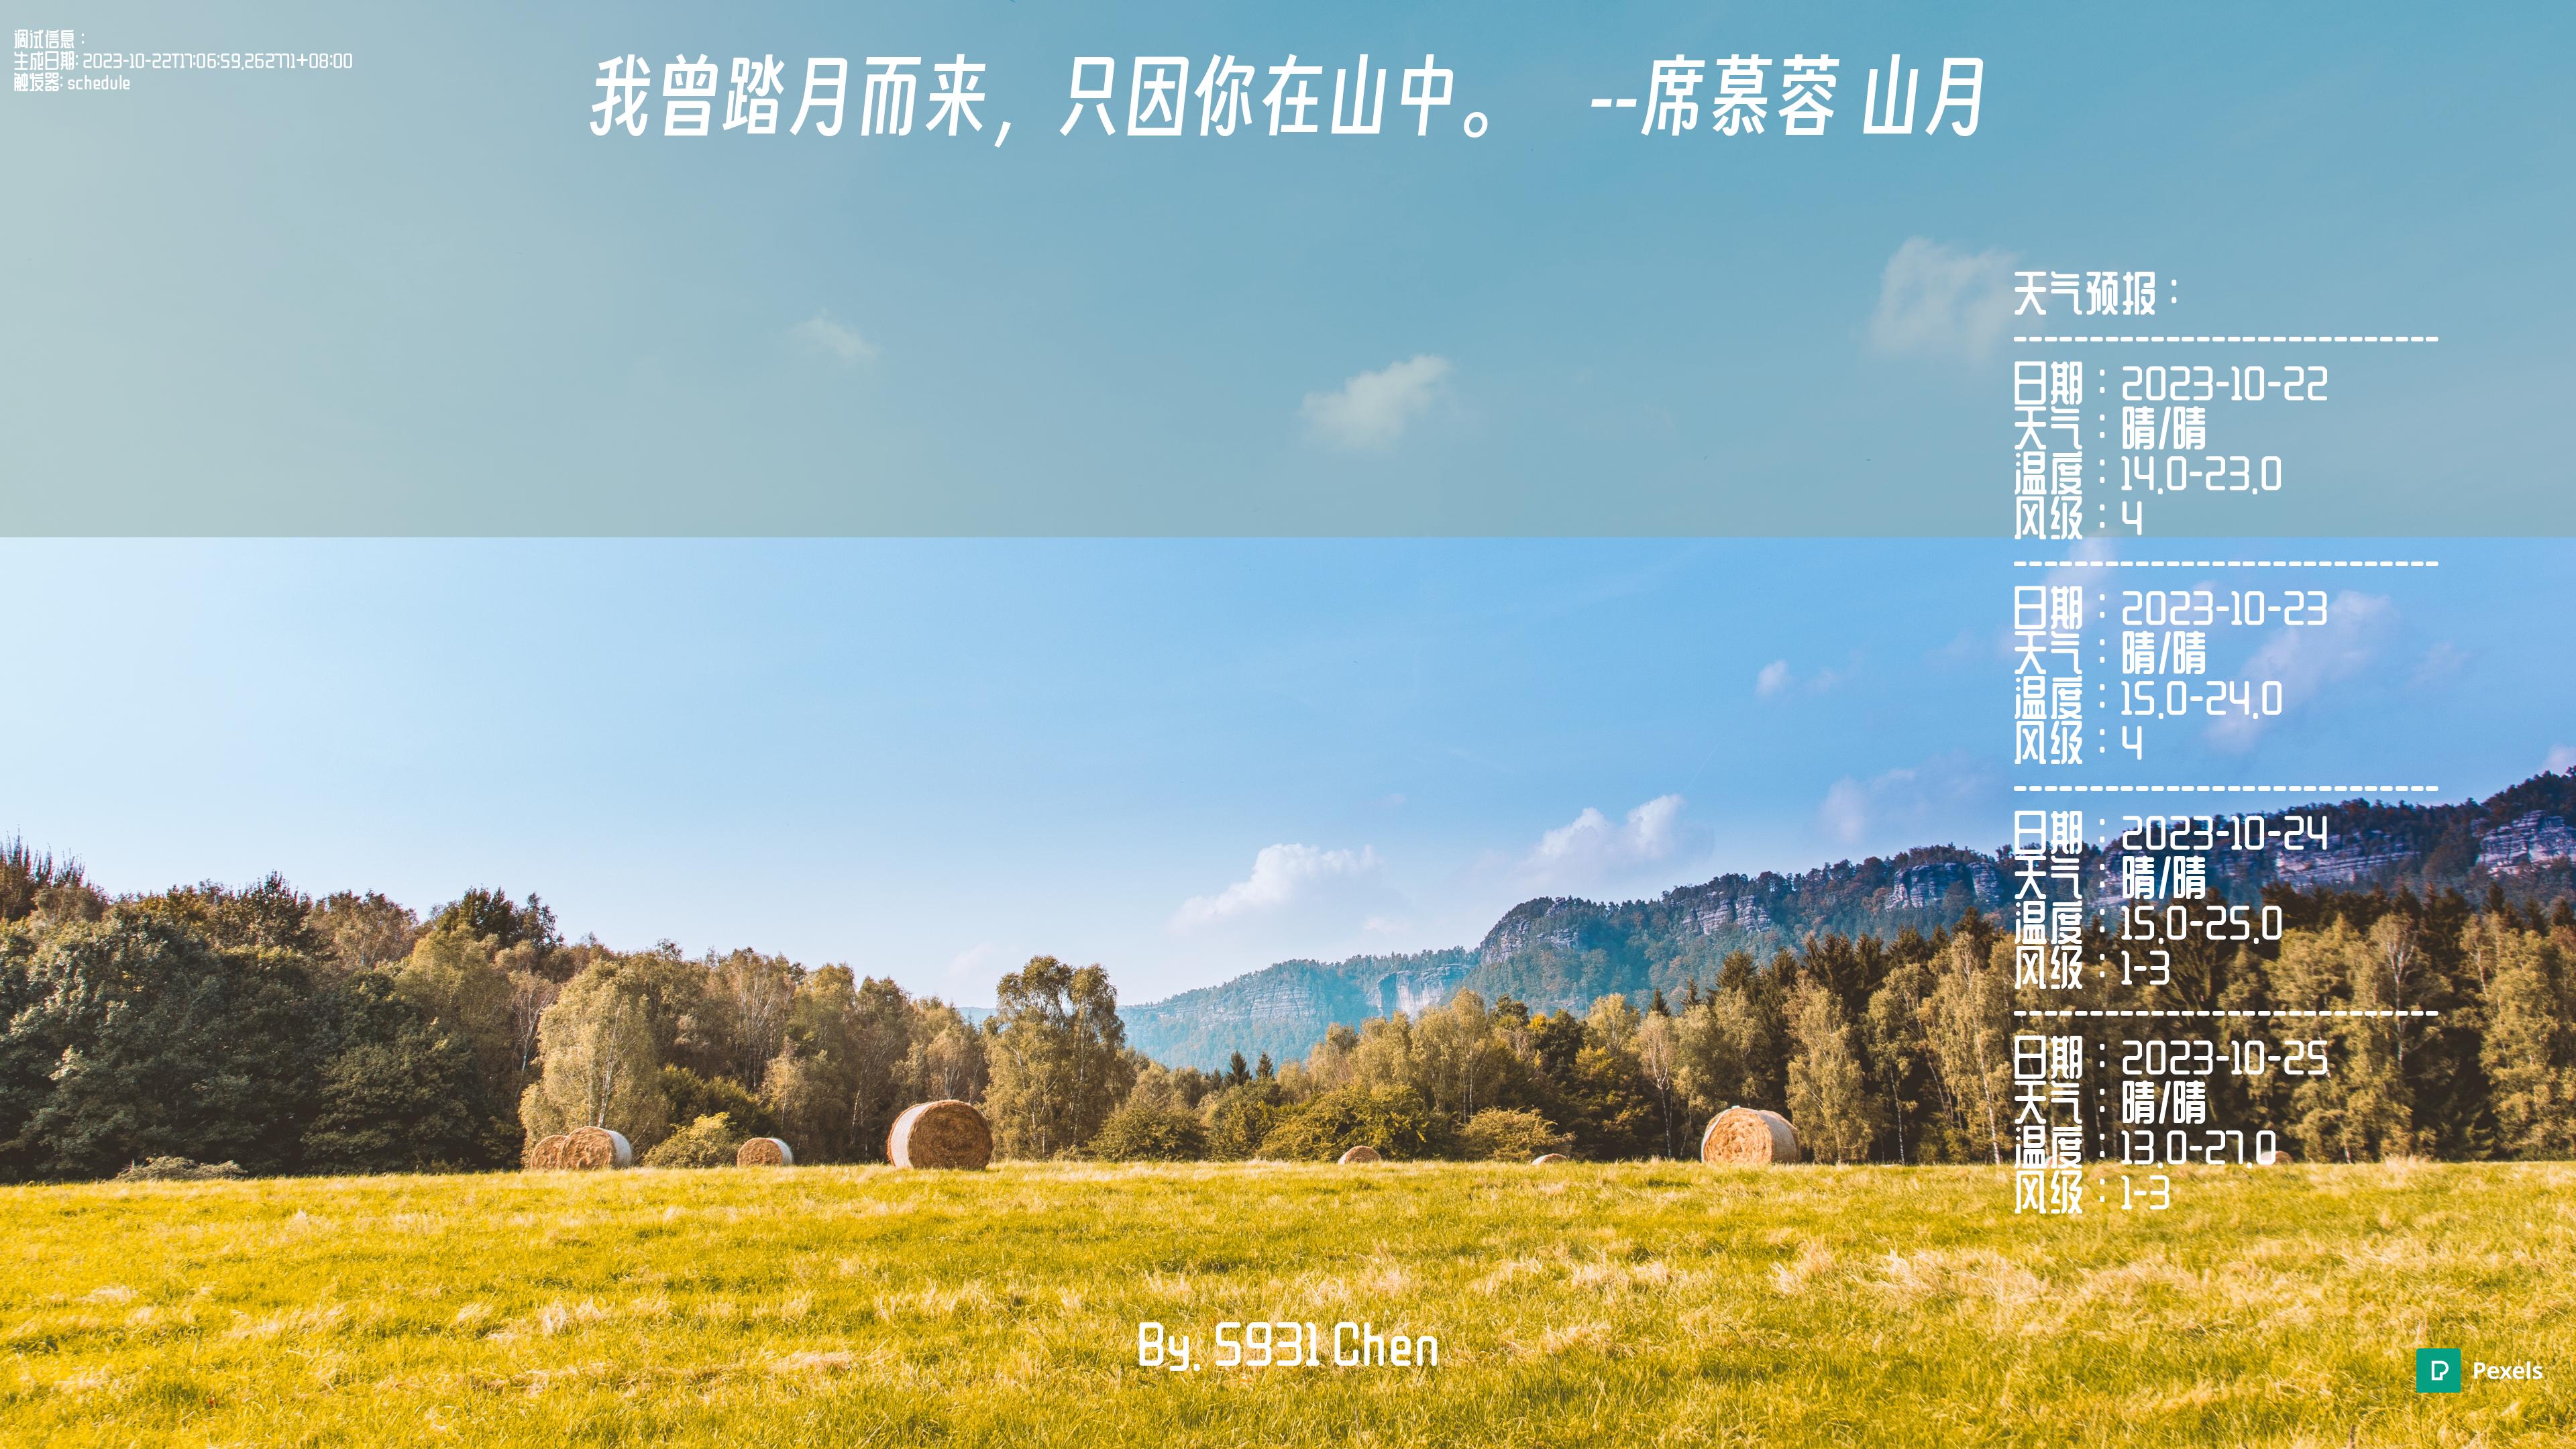 调试信息：
生成日期: 2023-10-22T17:06:59.262771+08:00
触发器: schedule
我曾踏月而来，只因你在山中。 --席慕蓉 山月
天气预报：
----------------------------
日期：2023-10-22
天气：晴/晴
温度：14.0-23.0
风级：4
----------------------------
日期：2023-10-23
天气：晴/晴
温度：15.0-24.0
风级：4
----------------------------
日期：2023-10-24
天气：晴/晴
温度：15.0-25.0
风级：1-3
----------------------------
日期：2023-10-25
天气：晴/晴
温度：13.0-27.0
风级：1-3
By. S931 Chen
Pexels